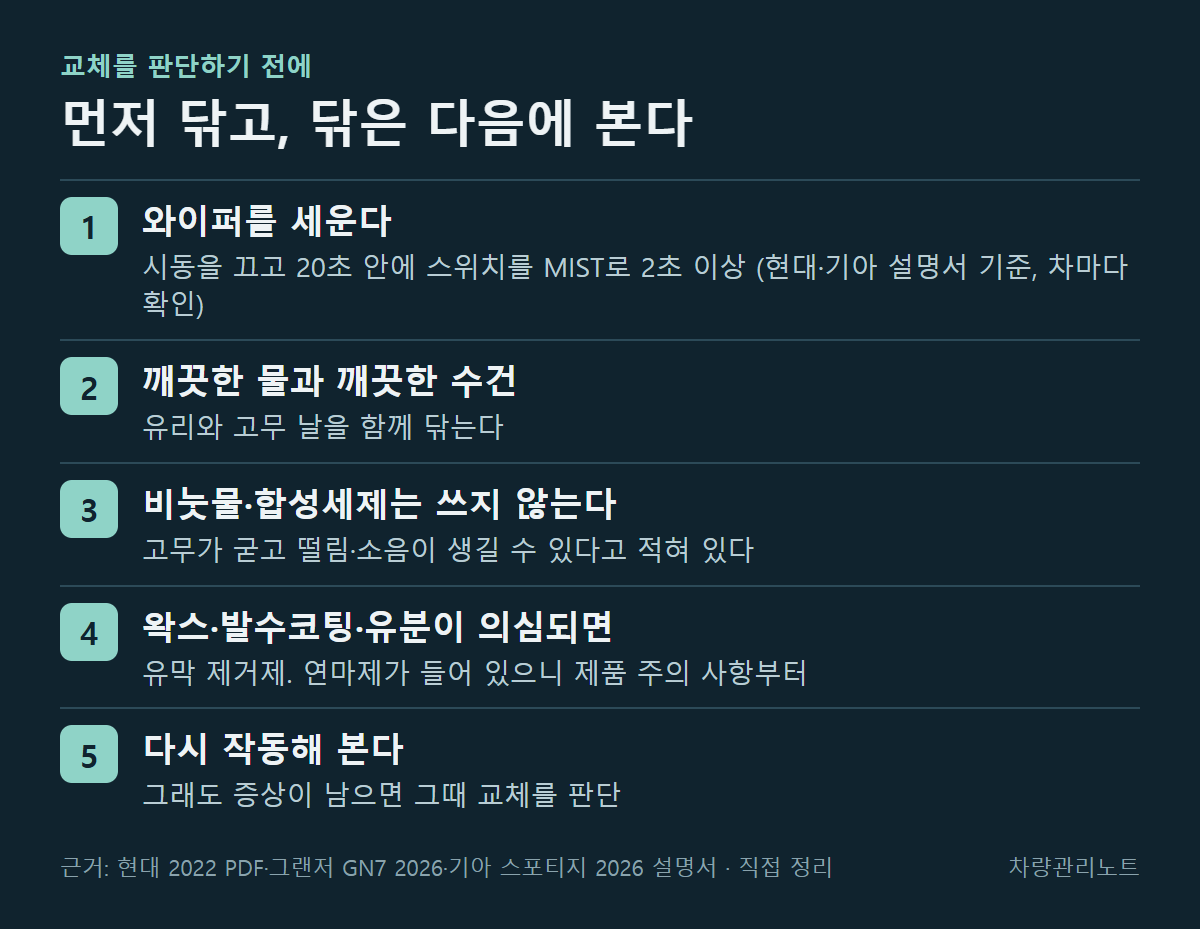 교체를 판단하기 전에
먼저 닦고, 닦은 다음에 본다
1
와이퍼를 세운다
시동을 끄고 20초 안에 스위치를 MIST로 2초 이상 (현대·기아 설명서 기준, 차마다
확인)
2
깨끗한 물과 깨끗한 수건
유리와 고무 날을 함께 닦는다
3
비눗물·합성세제는 쓰지 않는다
고무가 굳고 떨림·소음이 생길 수 있다고 적혀 있다
4
왁스·발수코팅·유분이 의심되면
유막 제거제. 연마제가 들어 있으니 제품 주의 사항부터
5
다시 작동해 본다
그래도 증상이 남으면 그때 교체를 판단
근거: 현대 2022 PDF·그랜저 GN7 2026·기아 스포티지 2026 설명서 · 직접 정리
차량관리노트